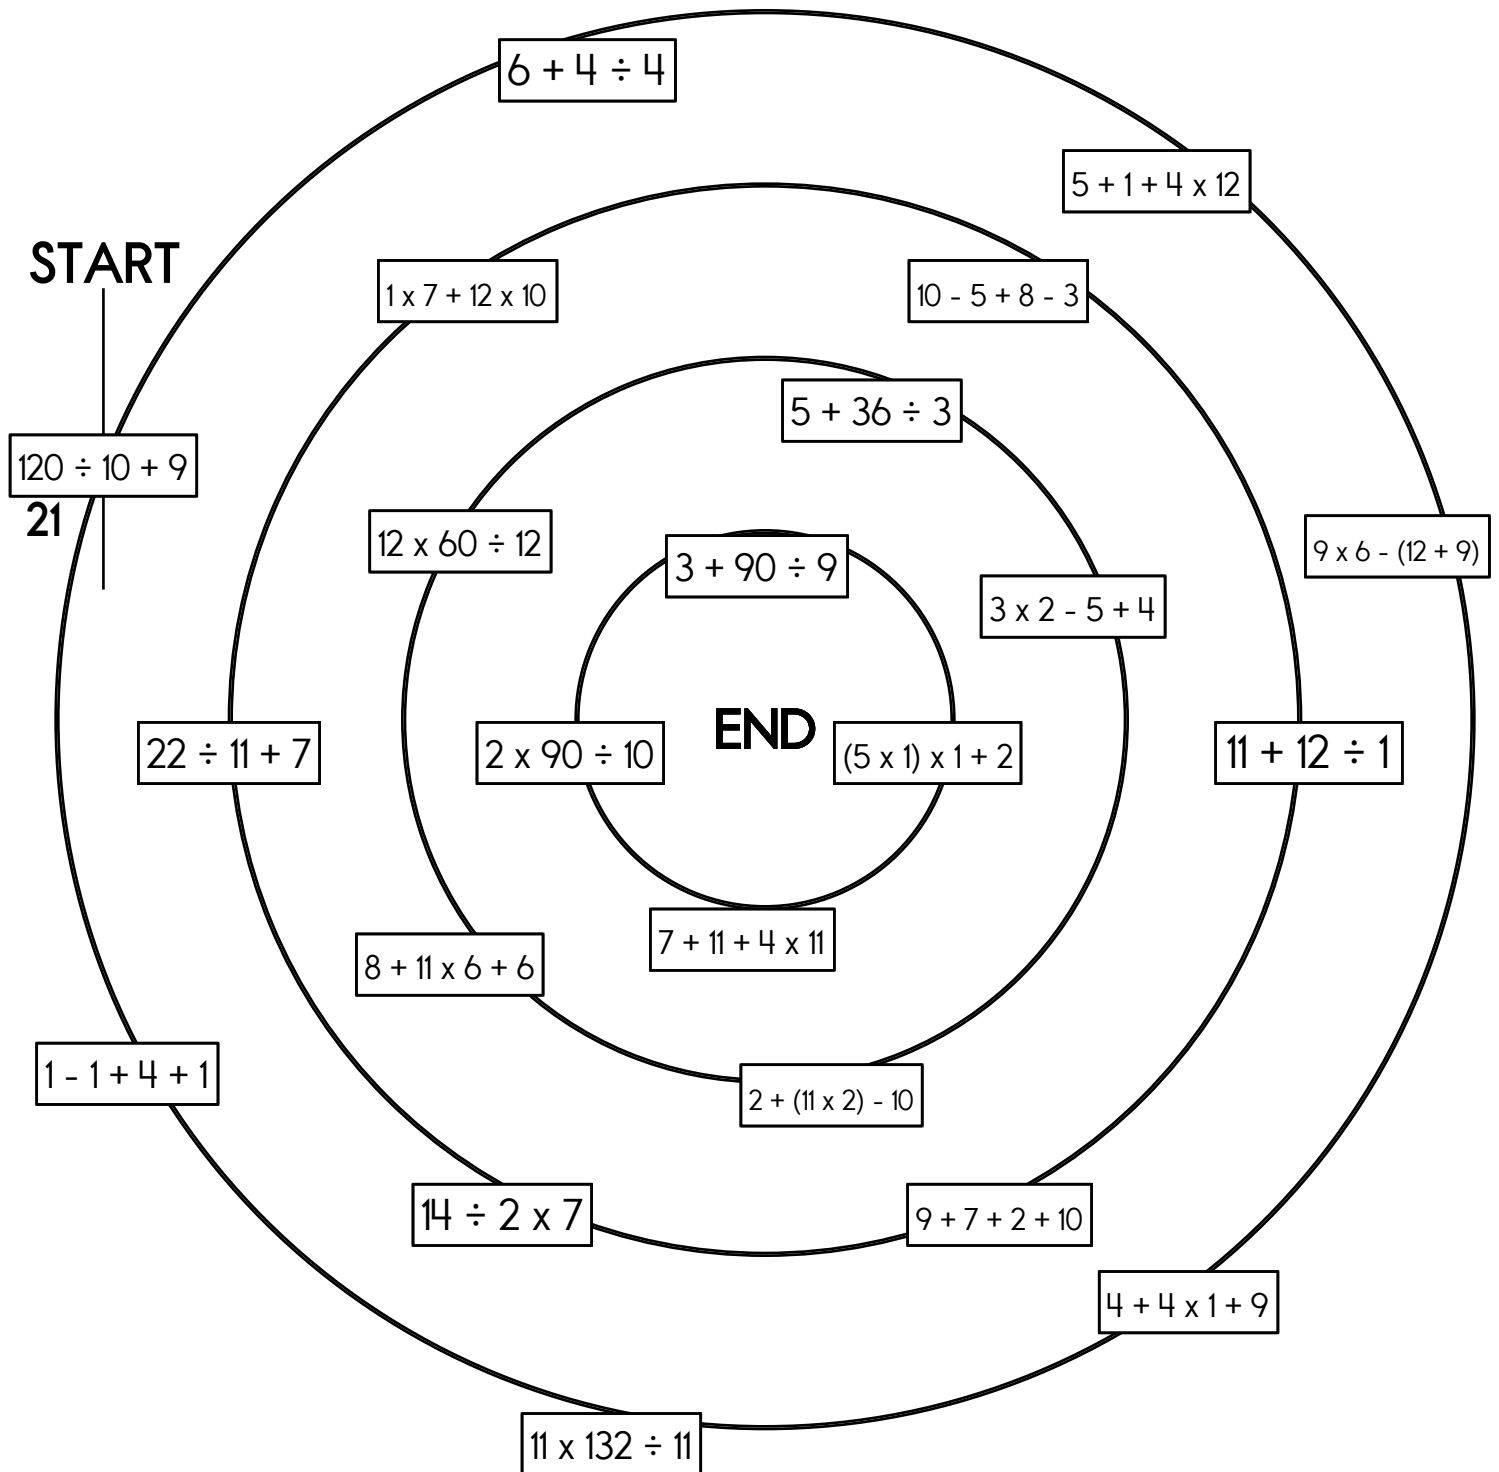 6 + 4 ÷ 4
5 + 1 + 4 x 12
START
1 x 7 + 12 x 10
10 - 5 + 8 - 3
5 + 36 ÷ 3
120 ÷ 10 + 9
21
12 x 60 ÷ 12
9 x 6 - (12 + 9)
3 + 90 ÷ 9
3 x 2 - 5 + 4
END
22 ÷ 11 + 7
2 x 90 ÷ 10
(5 x 1) x 1 + 2
11 + 12 ÷ 1
7 + 11 + 4 x 11
8 + 11 x 6 + 6
1 - 1 + 4 + 1
2 + (11 x 2) - 10
14 ÷ 2 x 7
9 + 7 + 2 + 10
4 + 4 x 1 + 9
11 x 132 ÷ 11